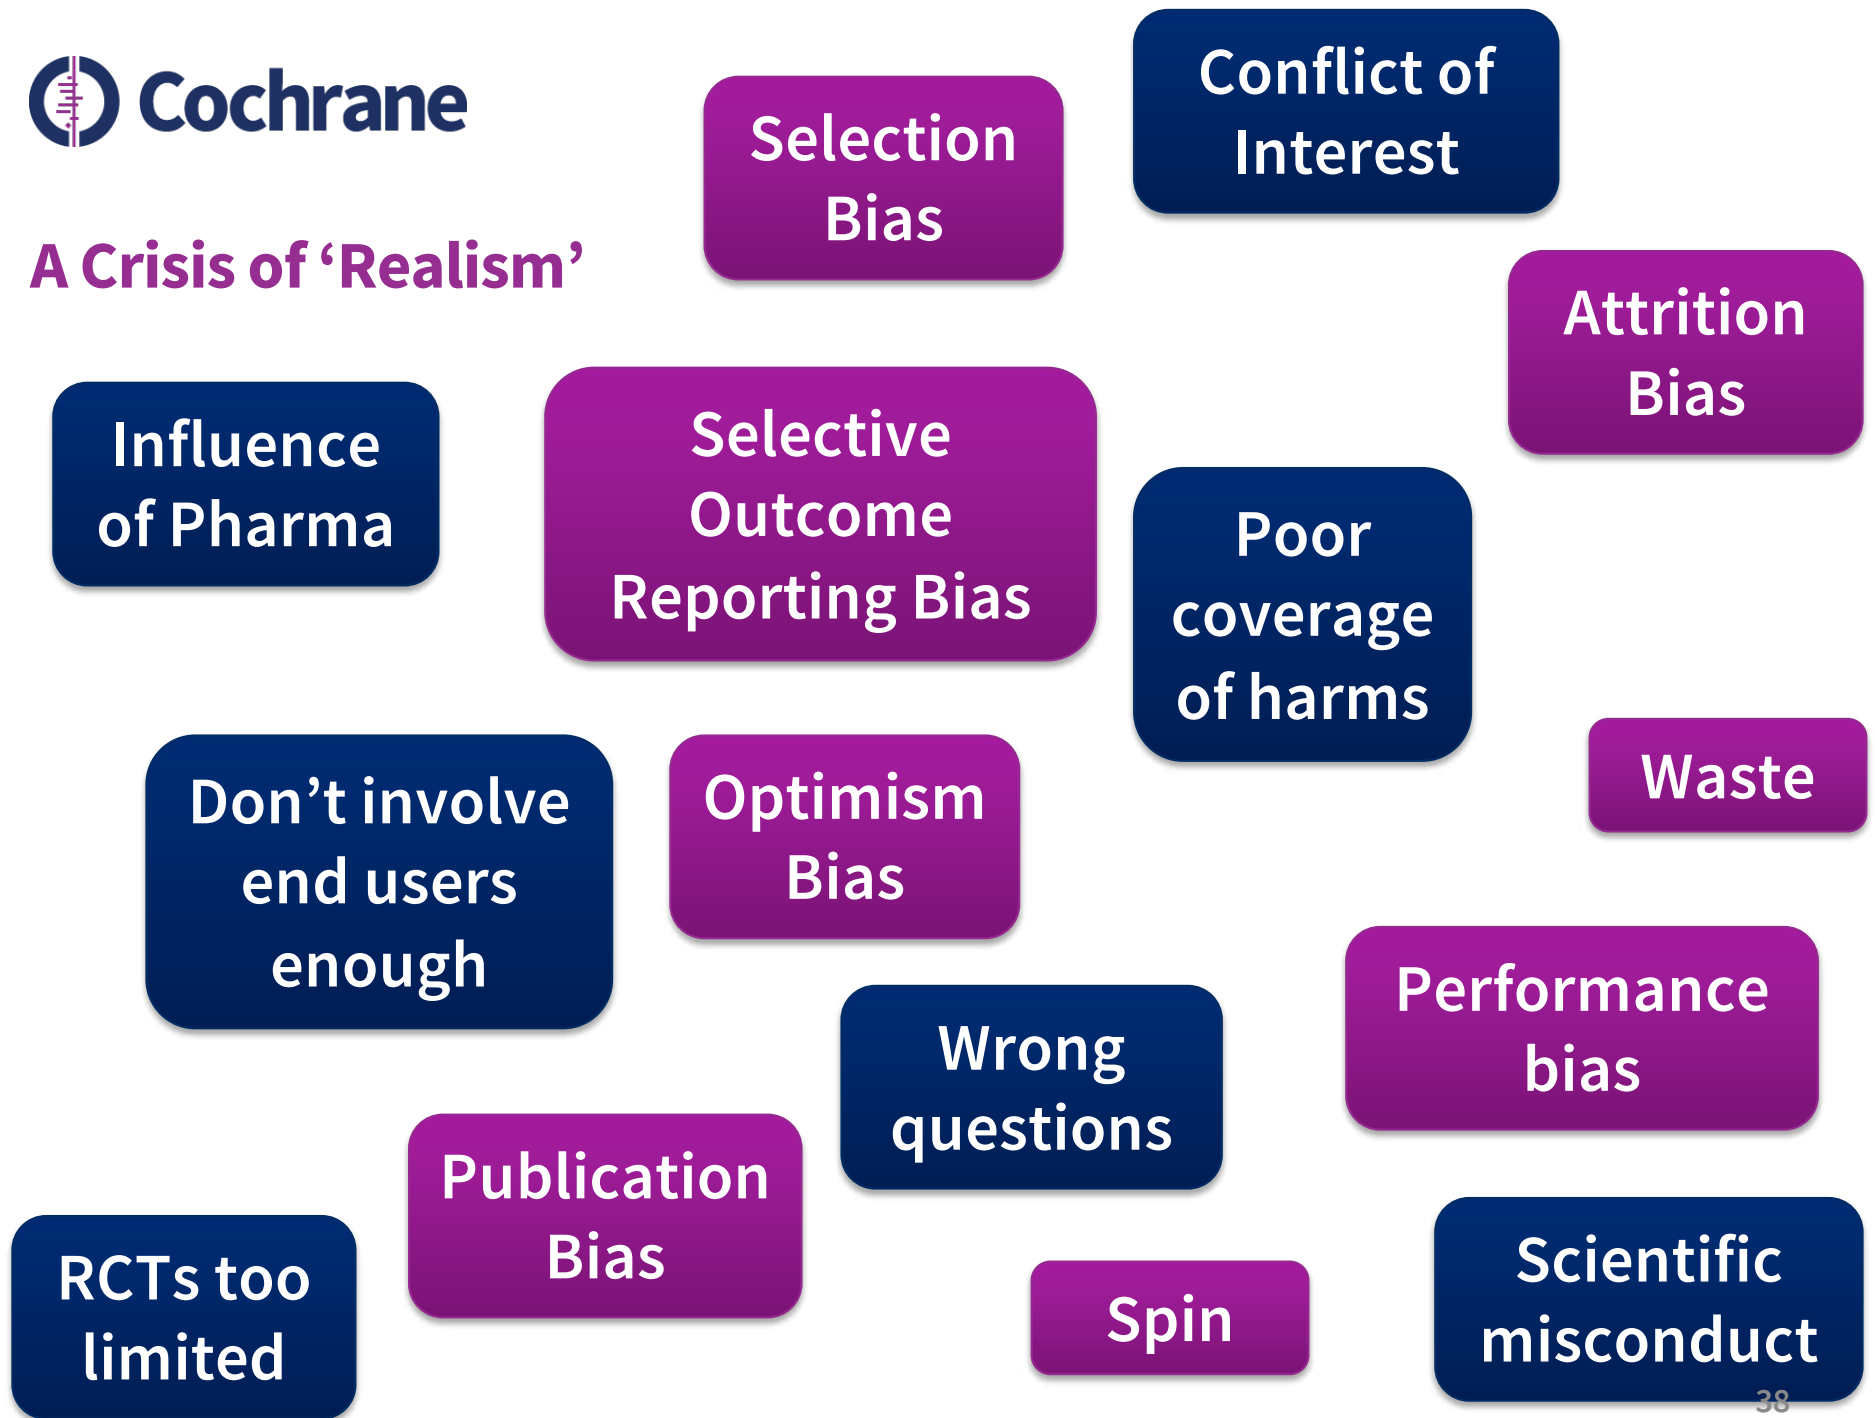 Cochrane
A Crisis of ‘Realism’
Selection
Bias
Conflict of
Interest
Attrition
Bias
Influence
of Pharma
Selective
Outcome
Reporting Bias
Poor
coverage
of harms
Don’t involve
end users
enough
Optimism
Bias
Waste
Wrong
questions
Performance
bias
Publication
Bias
RCTs too
limited
Spin
Scientific
misconduct
38